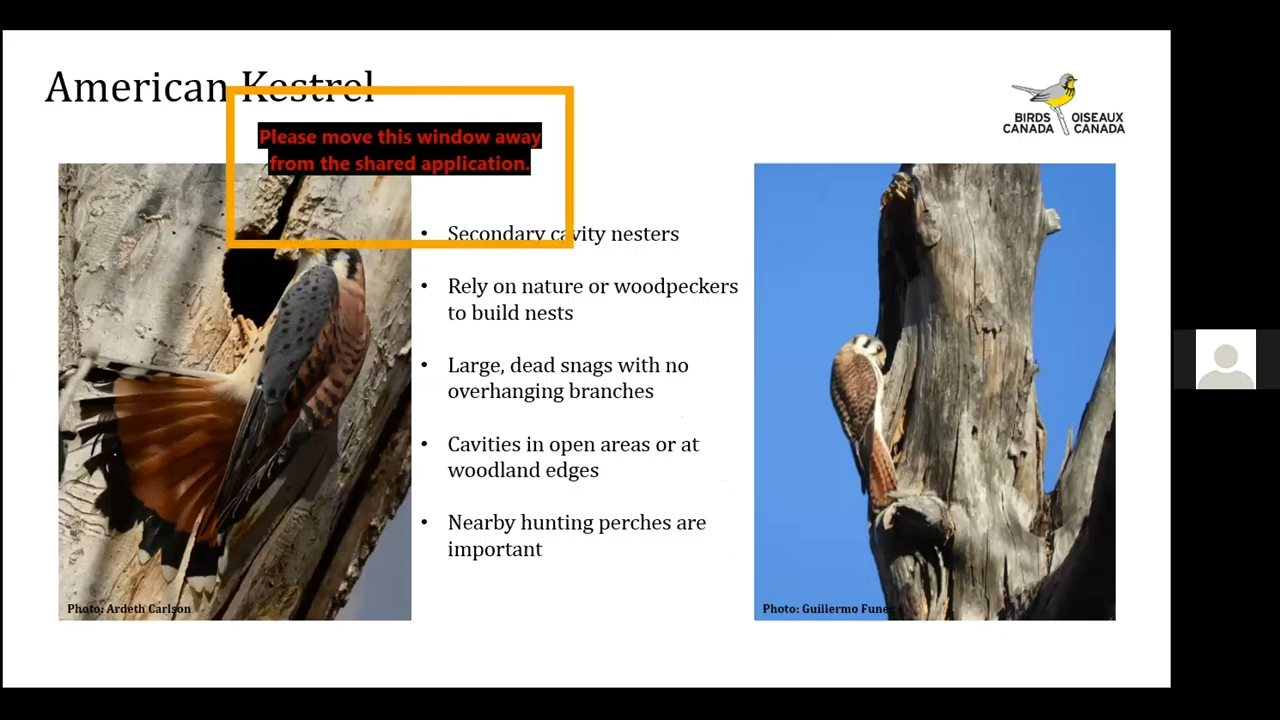 American Kestrel
Please move this window away
from the shared application.
BIRDS CANADA
OISEAUX CANADA
• Secondary cavity nesters
• Rely on nature or woodpeckers
to build nests
• Large, dead snags with no
overhanging branches
• Cavities in open areas or at
woodland edges
• Nearby hunting perches are
important
Photo: Ardeth Carlson
Photo: Guillermo Funes